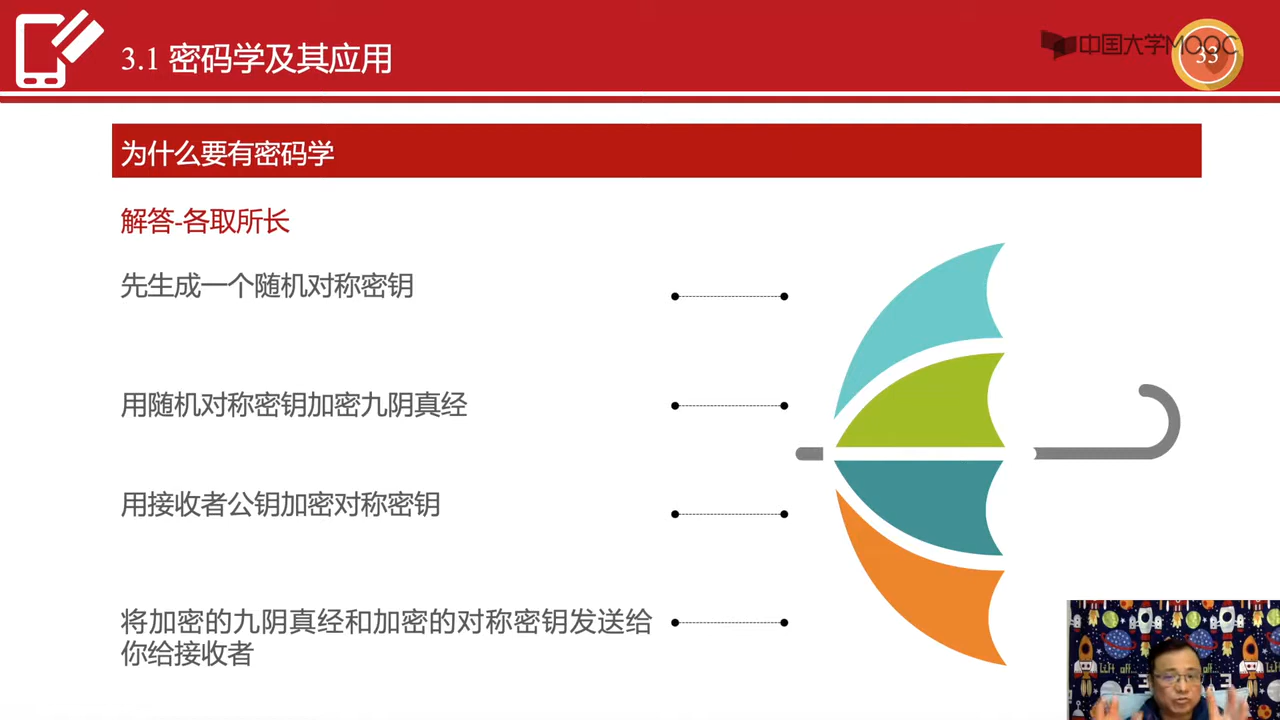 3.1 密码学及其应用
中国大学MOOC
33
为什么要有密码学
解答-各取所长
先生成一个随机对称密钥
用随机对称密钥加密九阴真经
用接收者公钥加密对称密钥
将加密的九阴真经和加密的对称密钥发送给
你给接收者